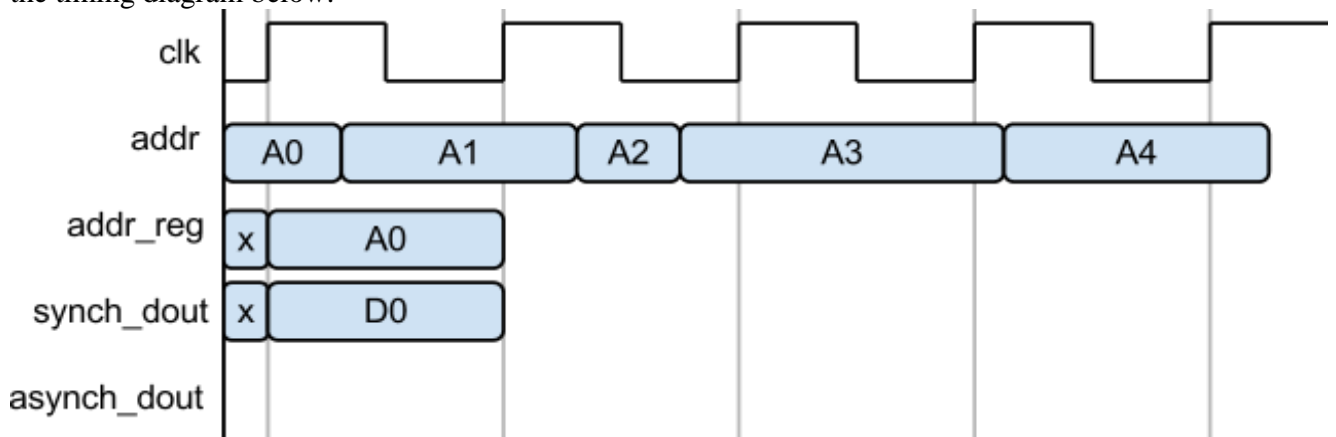 the timing diagram below.
clk
addr A0 A1 A2 A3 A4
addr_reg x A0
synch_dout x D0
asynch_dout